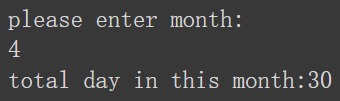 please enter month:
4
total day in this month:30